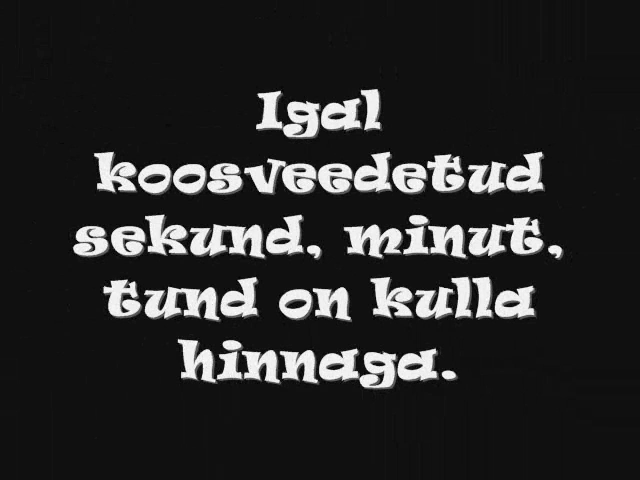 Igal
koosveedetud
sekund, minut,
tund on kulla
hinnaga.